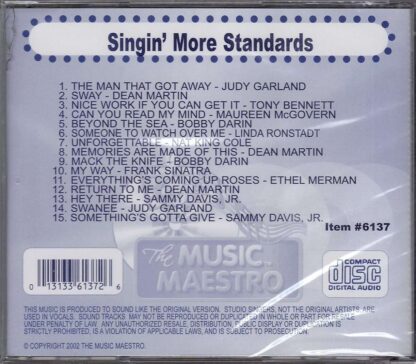 Singin' More Standards
1. THE MAN THAT GOT AWAY - JUDY GARLAND
2. SWAY - DEAN MARTIN
3. NICE WORK IF YOU CAN GET IT - TONY BENNETT
4. CAN YOU READ MY MIND - MAUREEN McGOVERN
5. BEYOND THE SEA - BOBBY DARIN
6. SOMEONE TO WATCH OVER ME - LINDA RONSTADT
7. UNFORGETTABLE - NAT KING COLE
8. MEMORIES ARE MADE OF THIS - DEAN MARTIN
9. MACK THE KNIFE - BOBBY DARIN
10. MY WAY - FRANK SINATRA
11. EVERYTHING'S COMING UP ROSES - ETHEL MERMAN
12. RETURN TO ME - DEAN MARTIN
13. HEY THERE - SAMMY DAVIS, JR.
14. SWANEE - JUDY GARLAND
15. SOMETHING'S GOTTA GIVE - SAMMY DAVIS, JR.
Item #6137
The MUSIC MAESTRO
COMPACT
disc
DIGITAL AUDIO
0 13133 61372 6
THIS MUSIC IS PRODUCED TO SOUND LIKE THE ORIGINAL VERSION. STUDIO SINGERS, NOT THE ORIGINAL ARTISTS, ARE
USED IN VOCALS. SOUND TRACKS MAY NOT BE REPRODUCED OR DUPLICATED IN WHOLE OR PART FOR RESALE
UNDER PENALTY OF LAW. ANY UNAUTHORIZED RESALE, DISTRIBUTION, PUBLIC DISPLAY OR DUPLICATION IS
STRICTLY PROHIBITED, IS A VIOLATION OF APPLICABLE LAWS, AND IS SUBJECT TO PROSECUTION.
© COPYRIGHT 2002 THE MUSIC MAESTRO.